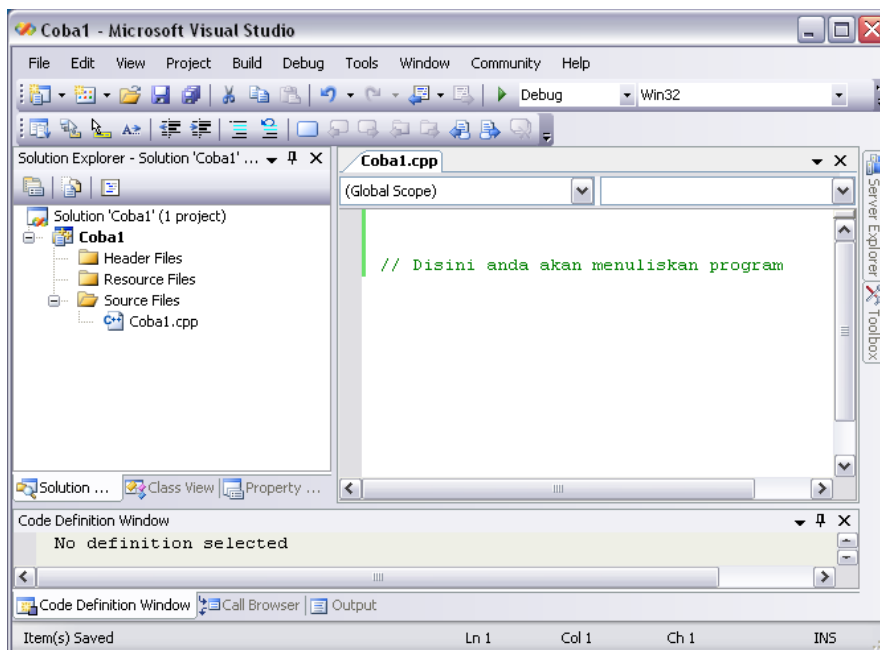 Coba1 - Microsoft Visual Studio
File Edit View Project Build Debug Tools Window Community Help
Debug Win32
Solution Explorer - Solution 'Coba1' ...
Coba1.cpp
(Global Scope)
Solution 'Coba1' (1 project)
Coba1
Header Files
Resource Files
Source Files
Coba1.cpp
// Disini anda akan menuliskan program
Server Explorer
Toolbox
Solution ... Class View Property ...
Code Definition Window
No definition selected
Code Definition Window Call Browser Output
Item(s) Saved Ln 1 Col 1 Ch 1 INS